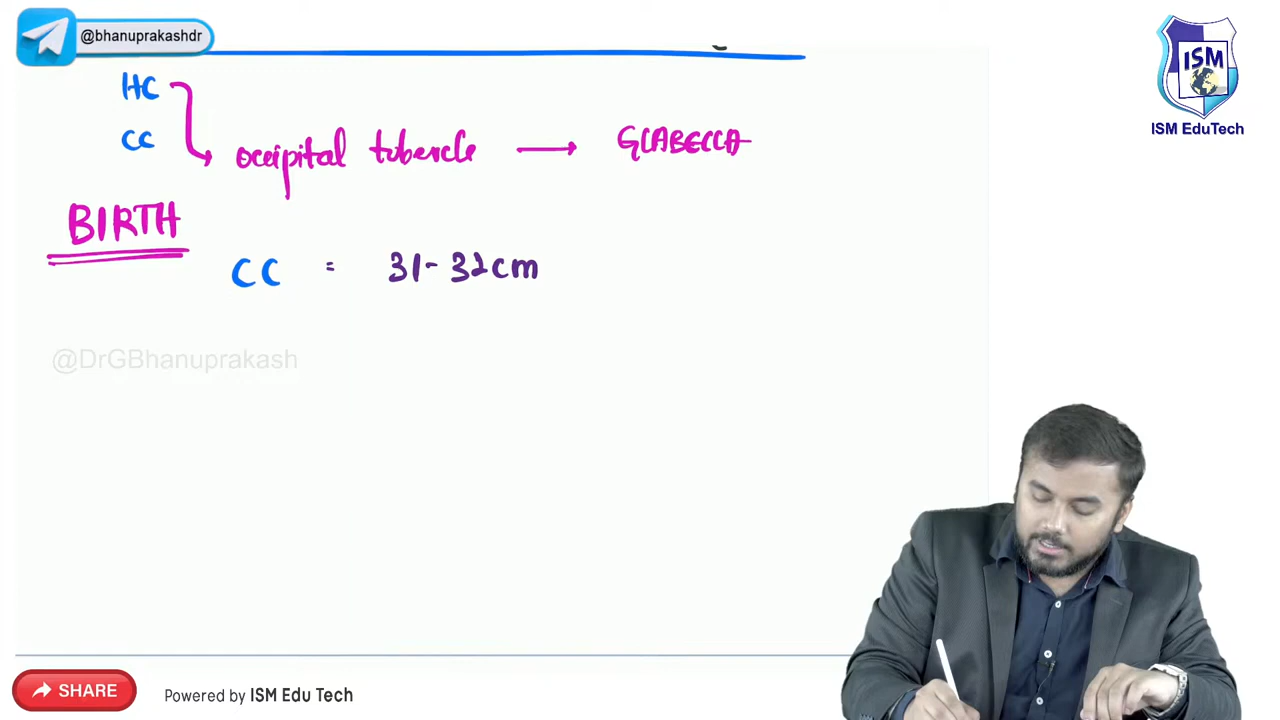 @bhanuprakashdr
ISM
ISM EduTech
HC
CC
occipital tubercle → GLABELLA
BIRTH
CC = 31-32cm
@DrGBhanuprakash
SHARE
Powered by ISM Edu Tech